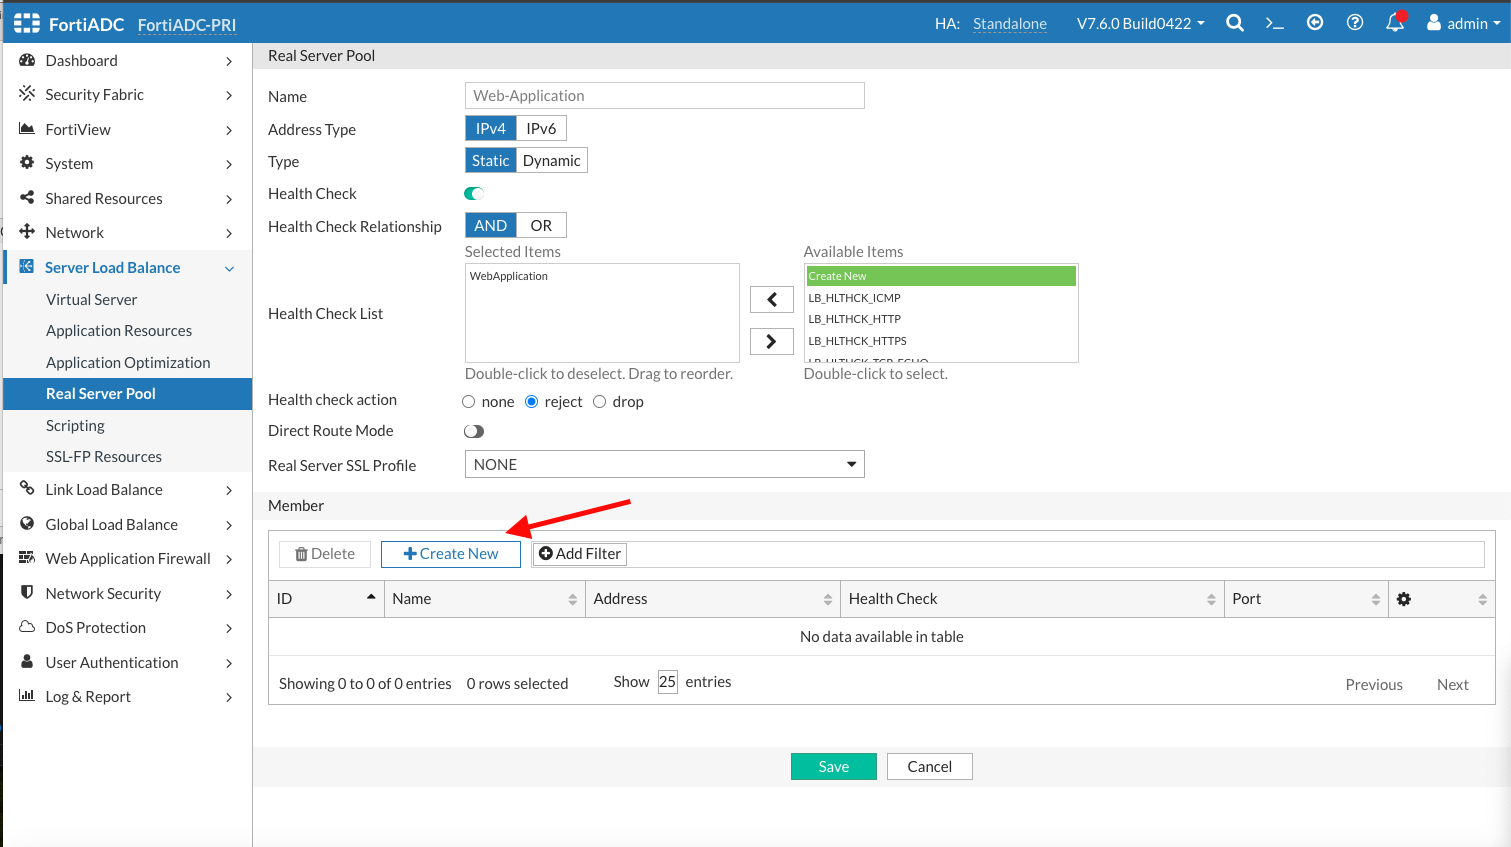 FortiADC FortiADC-PRI HA: Standalone V7.6.0 Build0422 admin
Dashboard
Security Fabric
FortiView
System
Shared Resources
Network
Server Load Balance
Virtual Server
Application Resources
Application Optimization
Real Server Pool
Scripting
SSL-FP Resources
Link Load Balance
Global Load Balance
Web Application Firewall
Network Security
DoS Protection
User Authentication
Log & Report
Real Server Pool
Name Web-Application
Address Type IPv4 IPv6
Type Static Dynamic
Health Check
Health Check Relationship AND OR
Selected Items Available Items
Health Check List
WebApplication
Create New
LB_HLTHCK_ICMP
LB_HLTHCK_HTTP
LB_HLTHCK_HTTPS
LB_HLTHCK_TCP_ECHO
Double-click to deselect. Drag to reorder. Double-click to select.
Health check action none reject drop
Direct Route Mode
Real Server SSL Profile NONE
Member
Delete Create New Add Filter
ID Name Address Health Check Port
No data available in table
Showing 0 to 0 of 0 entries 0 rows selected Show 25 entries Previous Next
Save Cancel